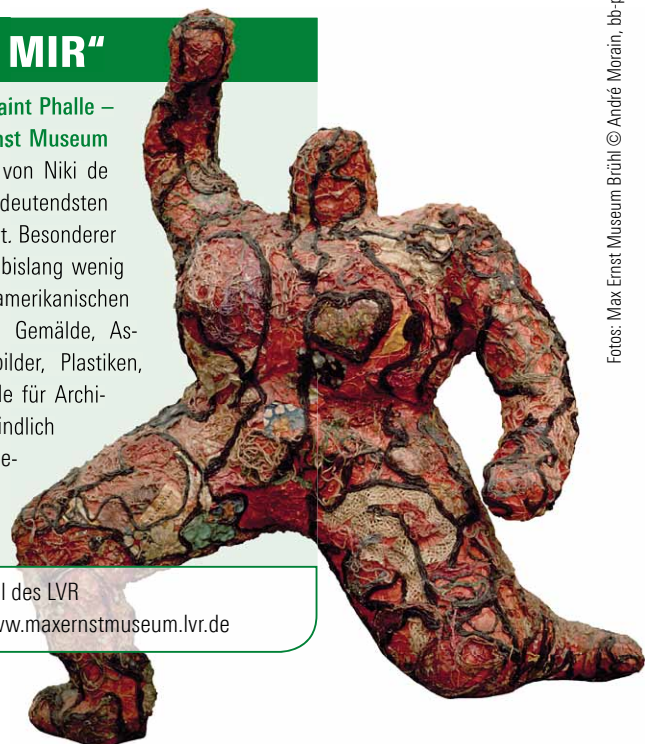 MIR“
aint Phalle –
nst Museum
von Niki de
deutendsten
t. Besonderer
bislang wenig
amerikanischen
Gemälde, As-
bilder, Plastiken,
le für Archi-
indlich
e-
l des LVR
ww.maxernstmuseum.lvr.de
Fotos: Max Ernst Museum Brühl © André Morain, bb-p